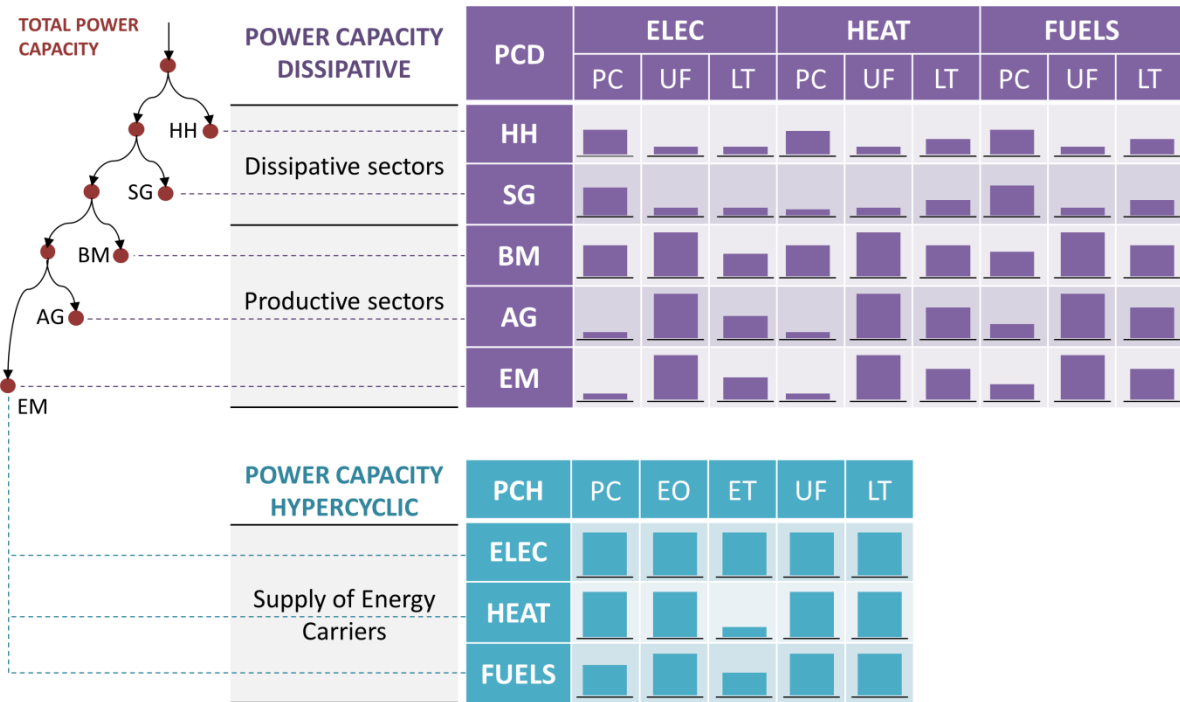 TOTAL POWER
CAPACITY
HH
SG
BM
AG
EM
POWER CAPACITY
DISSIPATIVE
Dissipative sectors
Productive sectors
PCD ELEC HEAT FUELS
PC UF LT PC UF LT PC UF LT
HH
SG
BM
AG
EM
POWER CAPACITY
HYPERCYCLIC
Supply of Energy
Carriers
PCH PC EO ET UF LT
ELEC
HEAT
FUELS